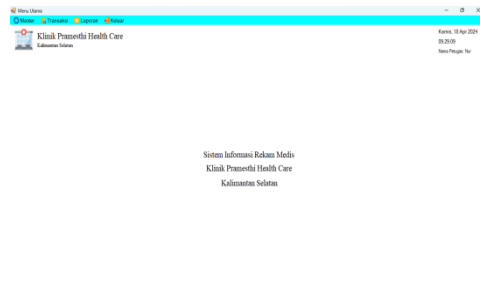 Menu Utama
Master Transaksi Laporan Keluar
Klinik Pramesthi Health Care
Kalimantan Selatan
Kamis, 18 Apr 2024
09:29:09
Nama Petugas: Nur
Sistem Informasi Rekam Medis
Klinik Pramesthi Health Care
Kalimantan Selatan